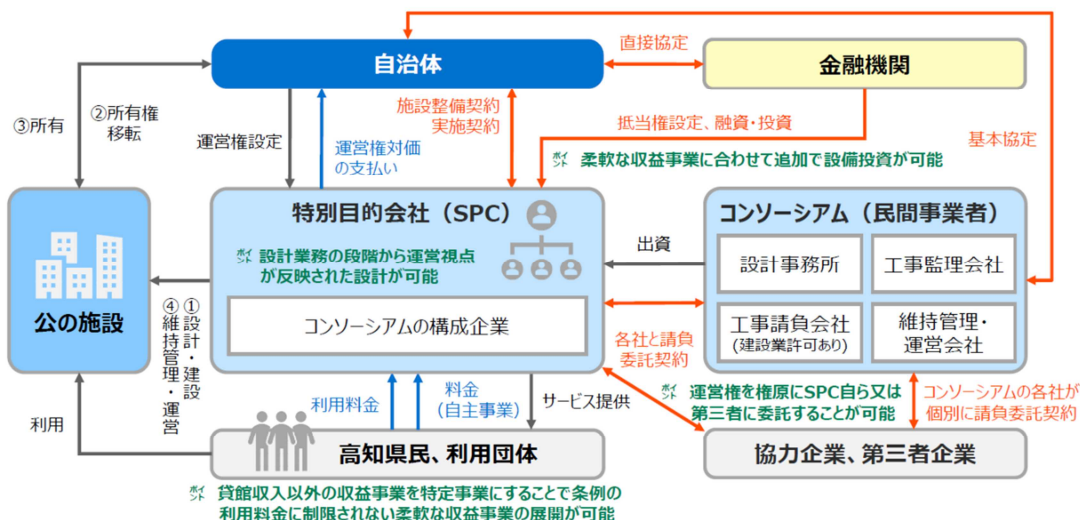 自治体
直接協定
金融機関
②所有権
移転
③所有
運営権設定
運営権対価
の支払い
施設整備契約
実施契約
抵当権設定、融資・投資
基本協定
ポイント 柔軟な収益事業に合わせて追加で設備投資が可能
特別目的会社（SPC）
ポイント 設計業務の段階から運営視点
が反映された設計が可能
コンソーシアムの構成企業
出資
コンソーシアム（民間事業者）
設計事務所
工事監理会社
工事請負会社
(建設業許可あり)
維持管理・
運営会社
公の施設
①設計・建設
④維持管理・運営
各社と請負
委託契約
利用
利用料金
料金
（自主事業）
サービス提供
ポイント 運営権を権原にSPC自ら又は
第三者に委託することが可能
コンソーシアムの各社が
個別に請負委託契約
高知県民、利用団体
協力企業、第三者企業
ポイント 貸館収入以外の収益事業を特定事業にすることで条例の
利用料金に制限されない柔軟な収益事業の展開が可能